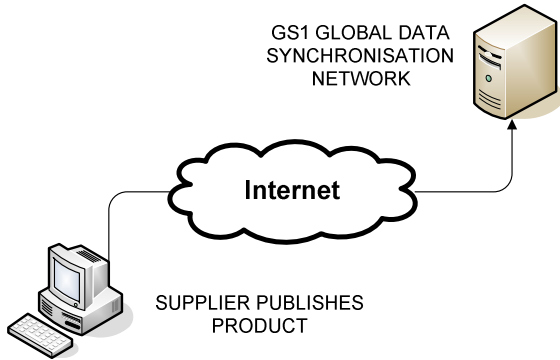 GS1 GLOBAL DATA
SYNCHRONISATION
NETWORK
Internet
SUPPLIER PUBLISHES
PRODUCT